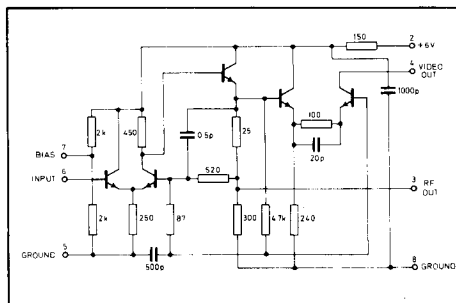 150
2
+6V
4
VIDEO
OUT
1000p
2k
450
0.5p
25
100
20p
BIAS
7
INPUT
6
520
3
RF
OUT
2k
250
87
300
4.7k
240
GROUND
5
500p
8
GROUND